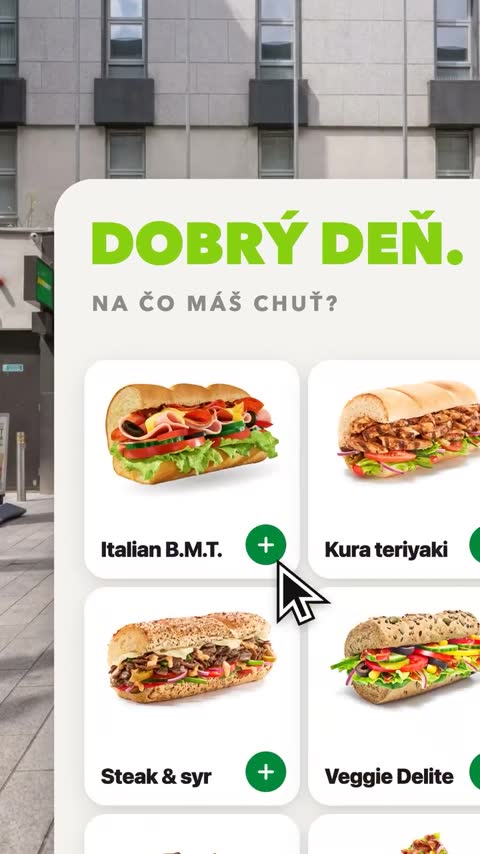 DOBRÝ DEŇ.
NA ČO MÁŠ CHUŤ?
Italian B.M.T.
Kura teriyaki
Steak & syr
Veggie Delite